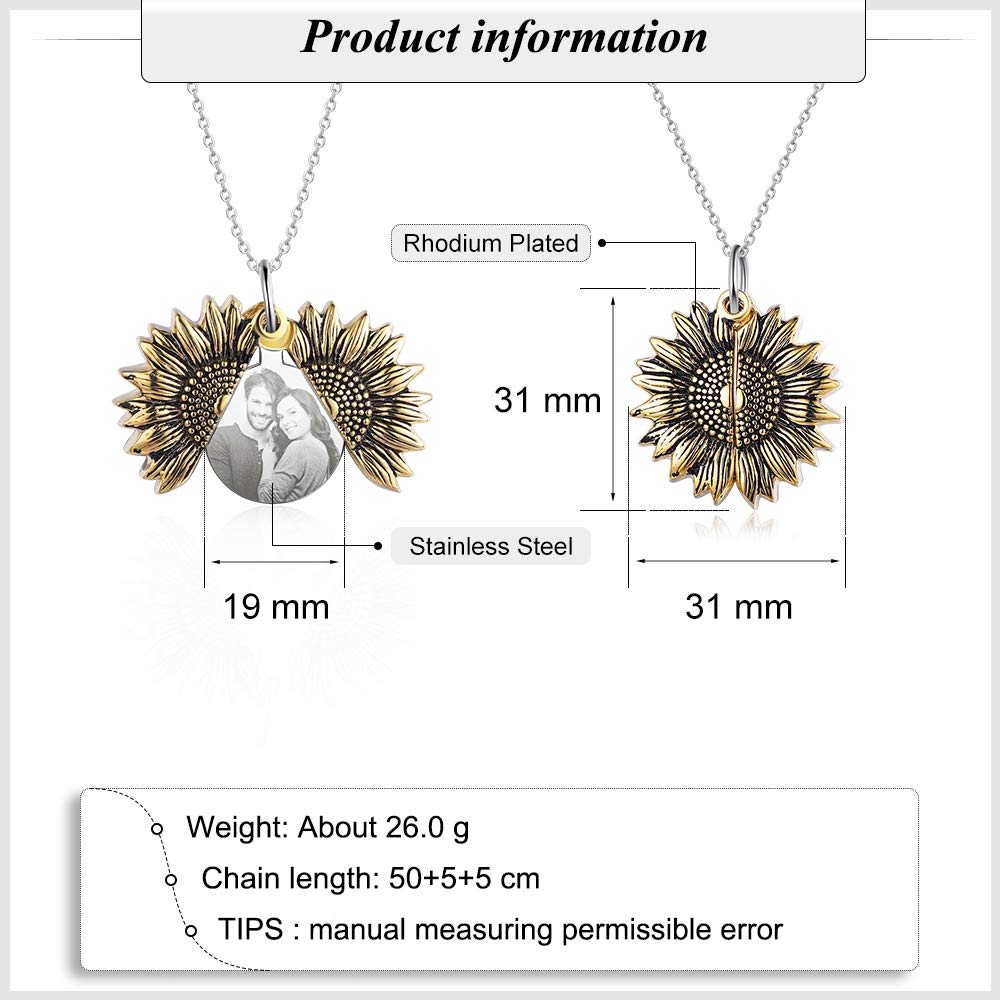 Product information
Rhodium Plated
31 mm
Stainless Steel
19 mm
31 mm
Weight: About 26.0 g
Chain length: 50+5+5 cm
TIPS : manual measuring permissible error